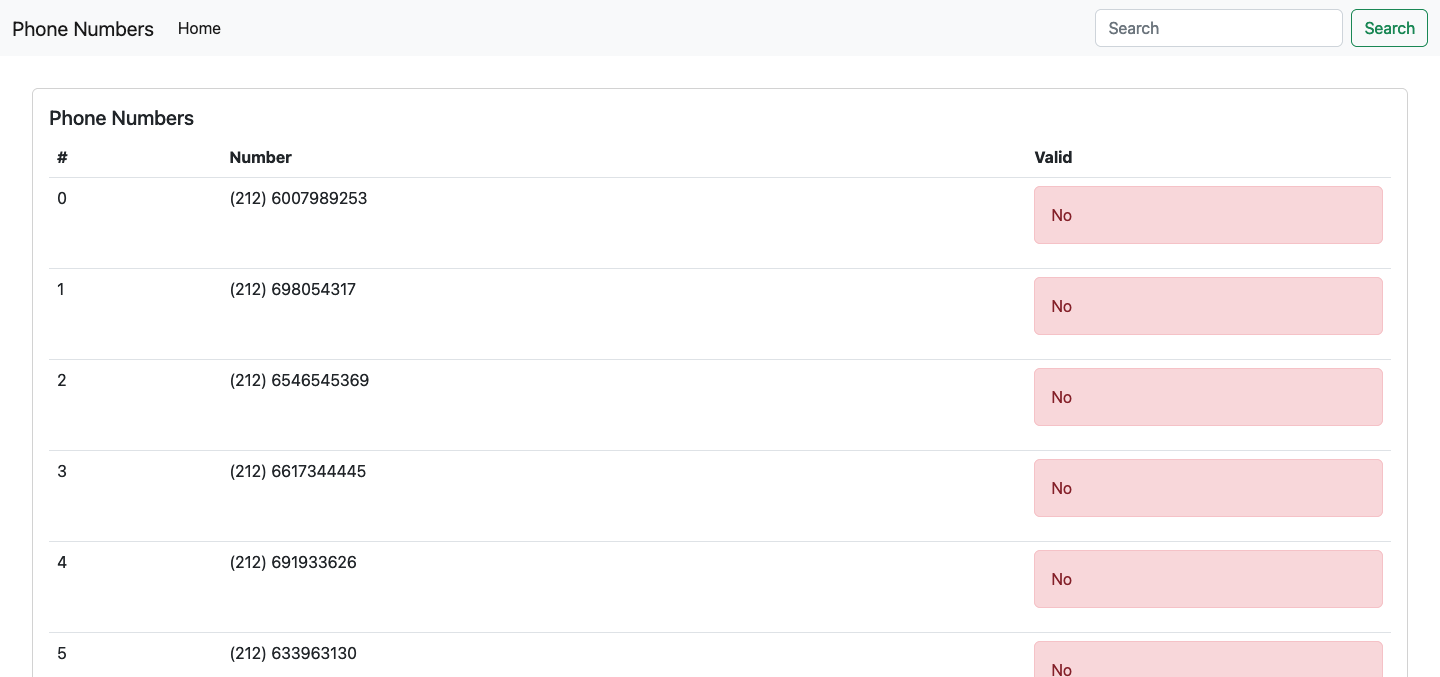 Phone Numbers Home Search Search
Phone Numbers
# Number Valid
0 (212) 6007989253 No
1 (212) 698054317 No
2 (212) 6546545369 No
3 (212) 6617344445 No
4 (212) 691933626 No
5 (212) 633963130 No